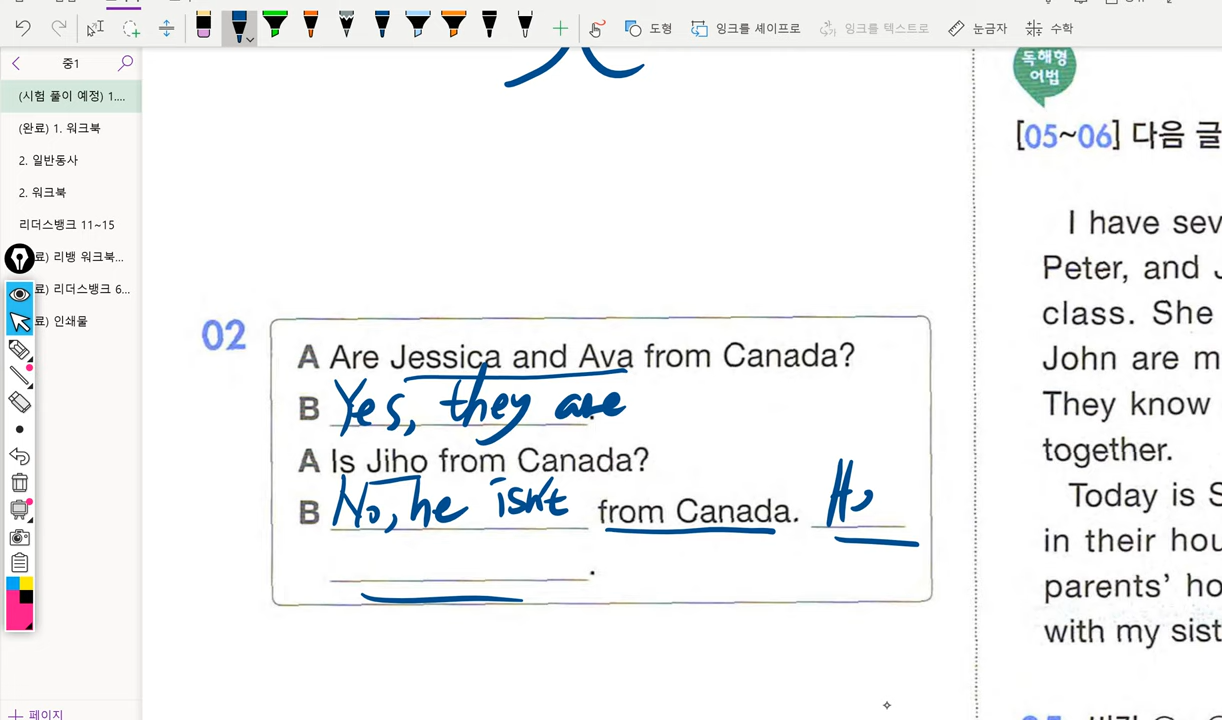 도형
잉크를 셰이프로
잉크를 텍스트로
눈금자
수학
중1
(시험 풀이 예정) 1....
(완료) 1. 워크북
2. 일반동사
2. 워크북
리더스뱅크 11~15
료) 리뱅 워크북...
료) 리더스뱅크 6...
료) 인쇄물
페이지
02
A Are Jessica and Ava from Canada?
B Yes, they are.
A Is Jiho from Canada?
B No, he isn't from Canada. He
.
독해형
어법
[05~06] 다음 글
I have sev
Peter, and J
class. She
John are m
They know
together.
Today is S
in their hou
parents' ho
with my sist